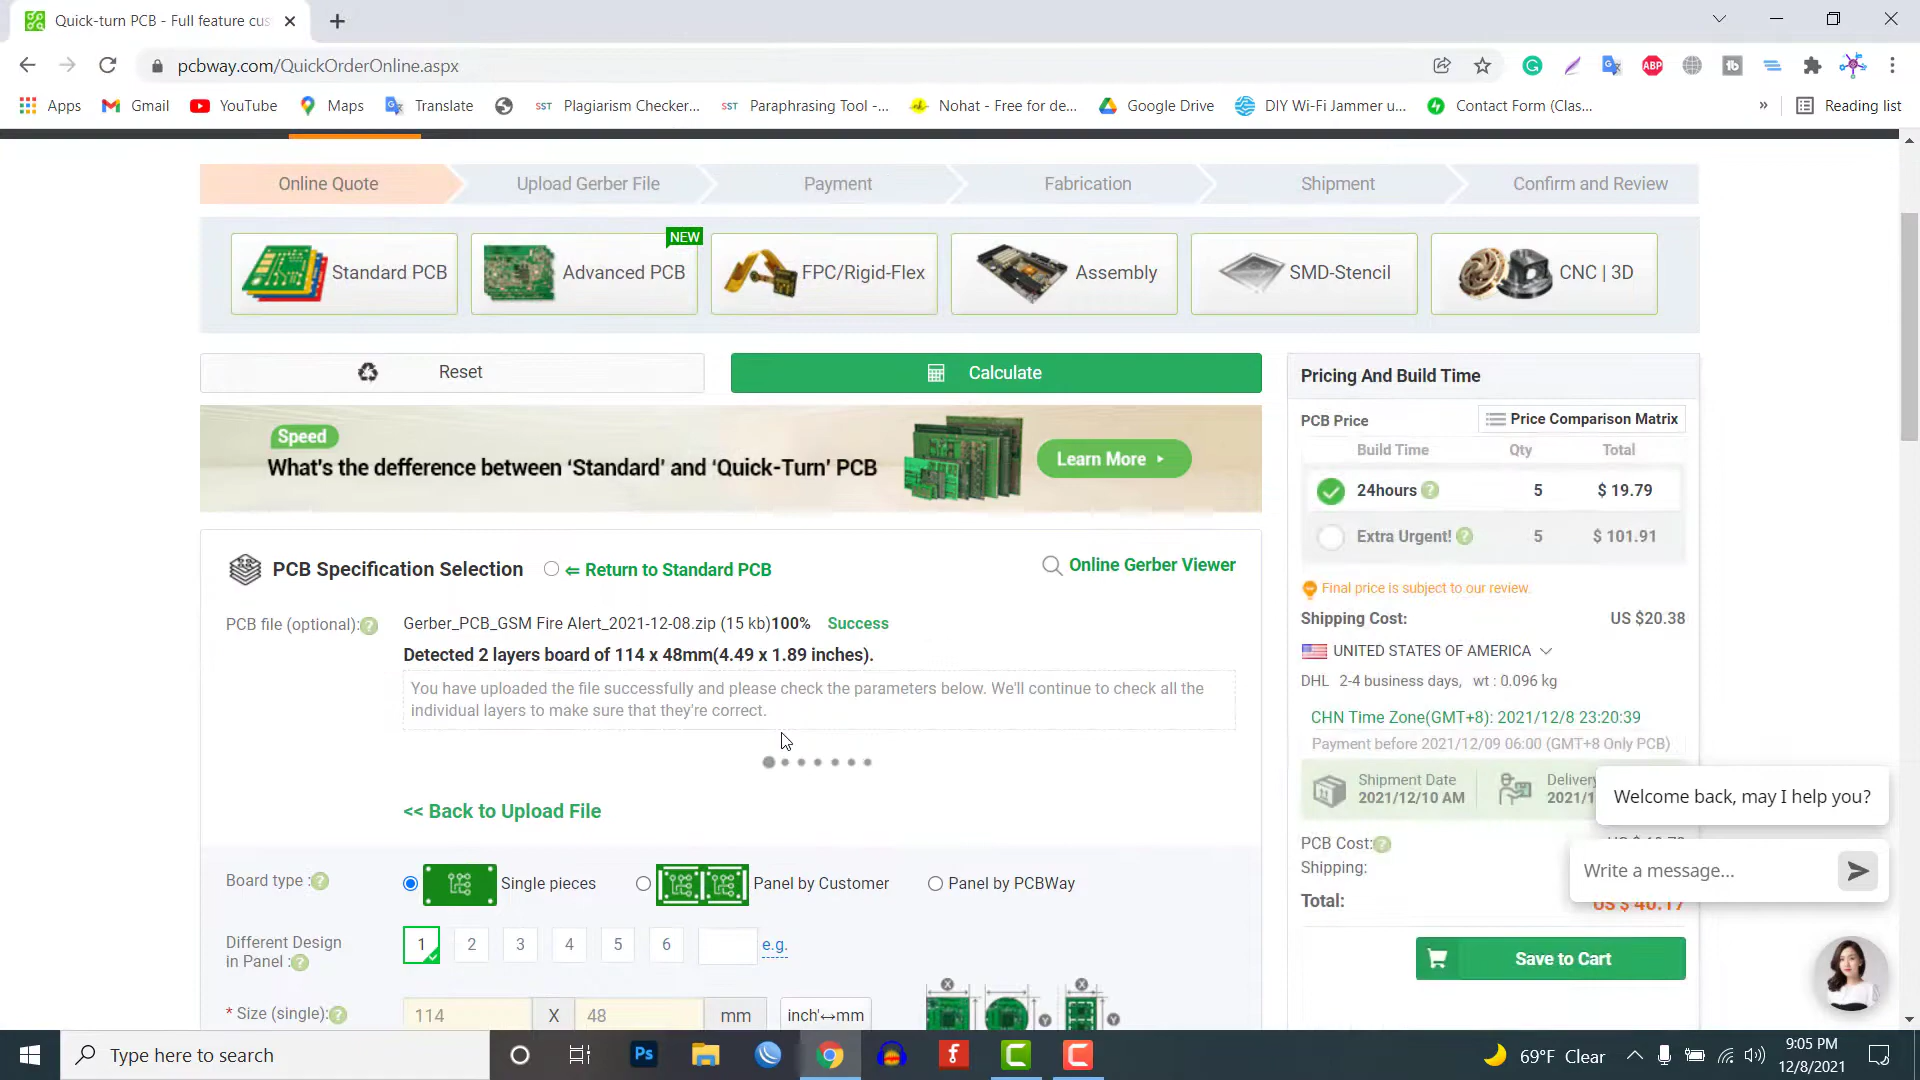 Quick-turn PCB - Full feature cus
pcbway.com/QuickOrderOnline.aspx
ABP
Apps
Gmail
YouTube
Maps
Translate
SST Plagiarism Checker...
SST Paraphrasing Tool -...
Nohat - Free for de...
Google Drive
DIY Wi-Fi Jammer u...
Contact Form (Clas...
»
Reading list
Online Quote
Upload Gerber File
Payment
Fabrication
Shipment
Confirm and Review
Standard PCB
NEW
Advanced PCB
FPC/Rigid-Flex
Assembly
SMD-Stencil
CNC | 3D
Reset
Calculate
Speed
What's the defference between ‘Standard’ and ‘Quick-Turn’ PCB
Learn More
PCB Specification Selection
⇐ Return to Standard PCB
Online Gerber Viewer
PCB file (optional):?
Gerber_PCB_GSM Fire Alert_2021-12-08.zip (15 kb)100% Success
Detected 2 layers board of 114 x 48mm(4.49 x 1.89 inches).
You have uploaded the file successfully and please check the parameters below. We'll continue to check all the
individual layers to make sure that they're correct.
<< Back to Upload File
Board type :?
Single pieces
Panel by Customer
Panel by PCBWay
Different Design
in Panel :?
1 2 3 4 5 6 e.g.
* Size (single):?
114 X 48 mm inch'↔mm
X X
Y Y
Pricing And Build Time
PCB Price
Price Comparison Matrix
Build Time Qty Total
24hours ? 5 $ 19.79
Extra Urgent! ? 5 $ 101.91
Final price is subject to our review.
Shipping Cost: US $20.38
UNITED STATES OF AMERICA
DHL 2-4 business days, wt : 0.096 kg
CHN Time Zone(GMT+8): 2021/12/8 23:20:39
Payment before 2021/12/09 06:00 (GMT+8 Only PCB)
Shipment Date
2021/12/10 AM
Delivery
2021/1
Welcome back, may I help you?
PCB Cost:?
Shipping:
Write a message...
Total: US $ 40.17
Save to Cart
Type here to search
Ps
69°F Clear
9:05 PM
12/8/2021